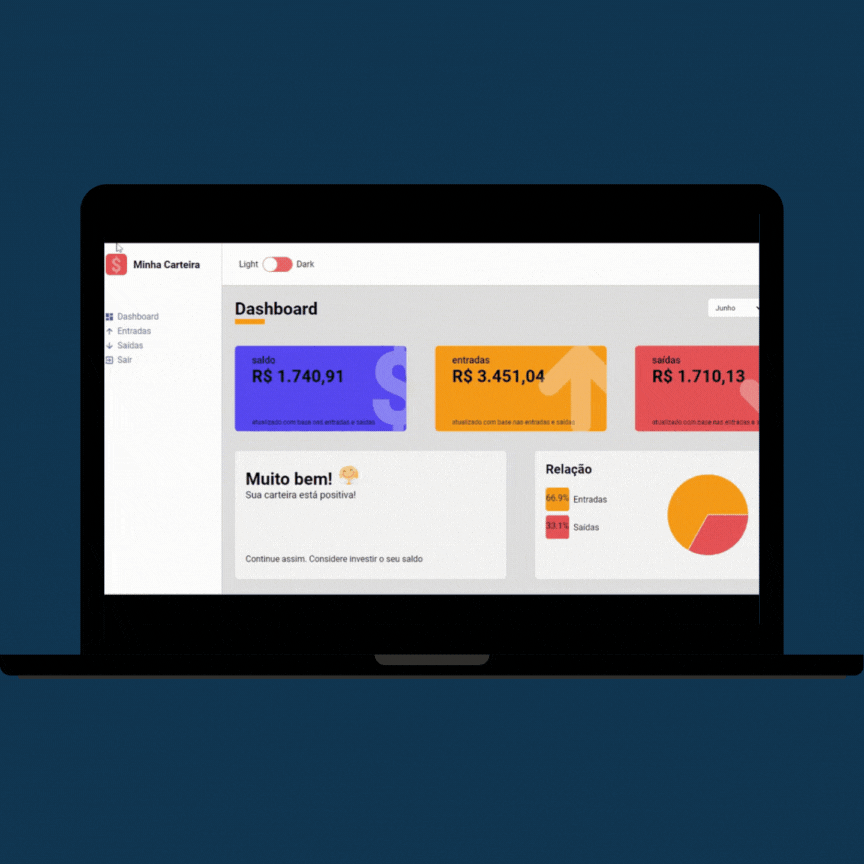 Minha Carteira
Light Dark
Dashboard
Entradas
Saídas
Sair
Dashboard
Junho
saldo
R$ 1.740,91
atualizado com base nas entradas e saídas
entradas
R$ 3.451,04
atualizado com base nas entradas e saídas
saídas
R$ 1.710,13
atualizado com base nas entradas e s
Muito bem!
Sua carteira está positiva!
Continue assim. Considere investir o seu saldo
Relação
66.9% Entradas
33.1% Saídas